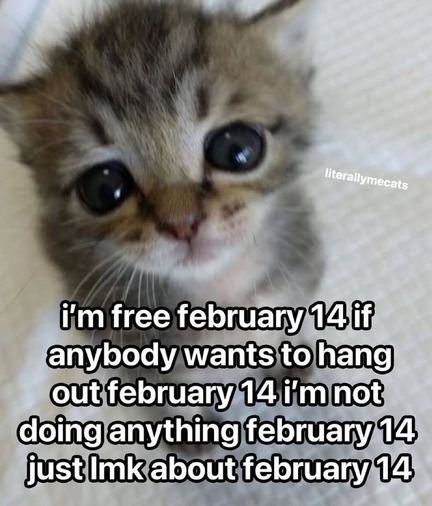 literallymecats
i'm free february 14 if
anybody wants to hang
out february 14 i'm not
doing anything february 14
just lmk about february 14